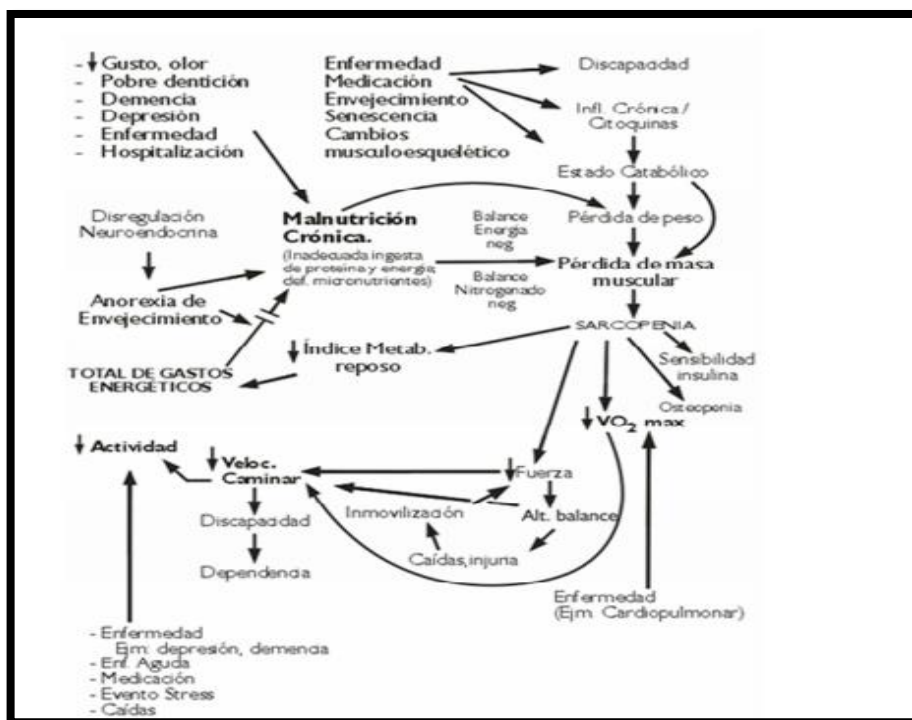 - ↓ Gusto, olor
- Pobre dentición
- Demencia
- Depresión
- Enfermedad
- Hospitalización
Enfermedad
Medicación
Envejecimiento
Senescencia
Cambios
musculoesquelético
Discapacidad
Infl. Crónica /
Citoquinas
Estado Catabólico
Pérdida de peso
Pérdida de masa
muscular
SARCOPENIA
Disregulación
Neuroendocrina
Anorexia de
Envejecimiento
Malnutrición
Crónica.
(Inadecuada ingesta
de proteína y energía;
def. micronutrientes)
Balance
Energía
neg
Balance
Nitrogenado
neg
TOTAL DE GASTOS
ENERGÉTICOS
↓ Índice Metab.
reposo
Sensibilidad
insulina
Osteopenia
↓ VO2 max
↓ Actividad
↓ Veloc.
Caminar
Discapacidad
Dependencia
↓ Fuerza
Inmovilización
Alt. balance
Caídas, injuria
Enfermedad
(Ejm. Cardiopulmonar)
- Enfermedad
Ejm: depresión, demencia
- Enf. Aguda
- Medicación
- Evento Stress
- Caídas